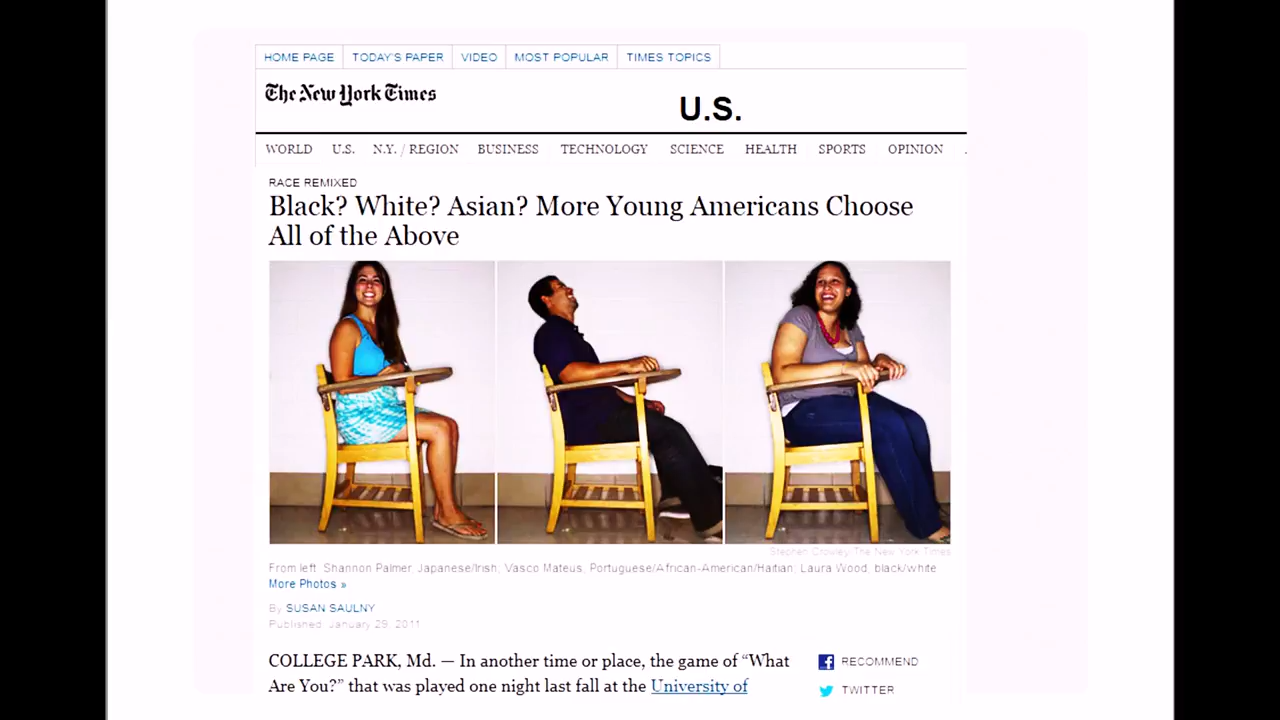 HOME PAGE TODAY'S PAPER VIDEO MOST POPULAR TIMES TOPICS
The New York Times
U.S.
WORLD U.S. N.Y. / REGION BUSINESS TECHNOLOGY SCIENCE HEALTH SPORTS OPINION
RACE REMIXED
Black? White? Asian? More Young Americans Choose
All of the Above
Stephen Crowley/The New York Times
From left: Shannon Palmer, Japanese/Irish; Vasco Mateus, Portuguese/African-American/Haitian; Laura Wood, black/white
More Photos »
By SUSAN SAULNY
Published: January 29, 2011
COLLEGE PARK, Md. — In another time or place, the game of “What
Are You?” that was played one night last fall at the University of
RECOMMEND
TWITTER